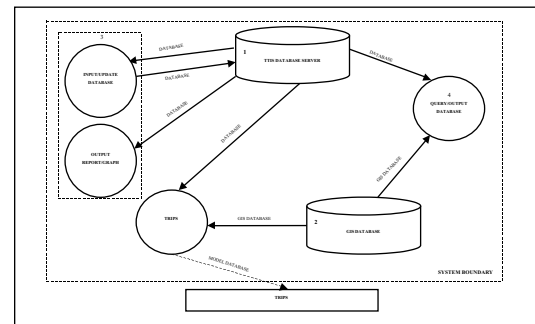 3
DATABASE
1
TTIS DATABASE SERVER
DATABASE
INPUT/UPDATE
DATABASE
DATABASE
4
QUERY/OUTPUT
DATABASE
DATABASE
DATABASE
OUTPUT
REPORT/GRAPH
GIS DATABASE
TRIPS
GIS DATABASE
2
GIS DATABASE
MODEL DATABASE
SYSTEM BOUNDARY
TRIPS